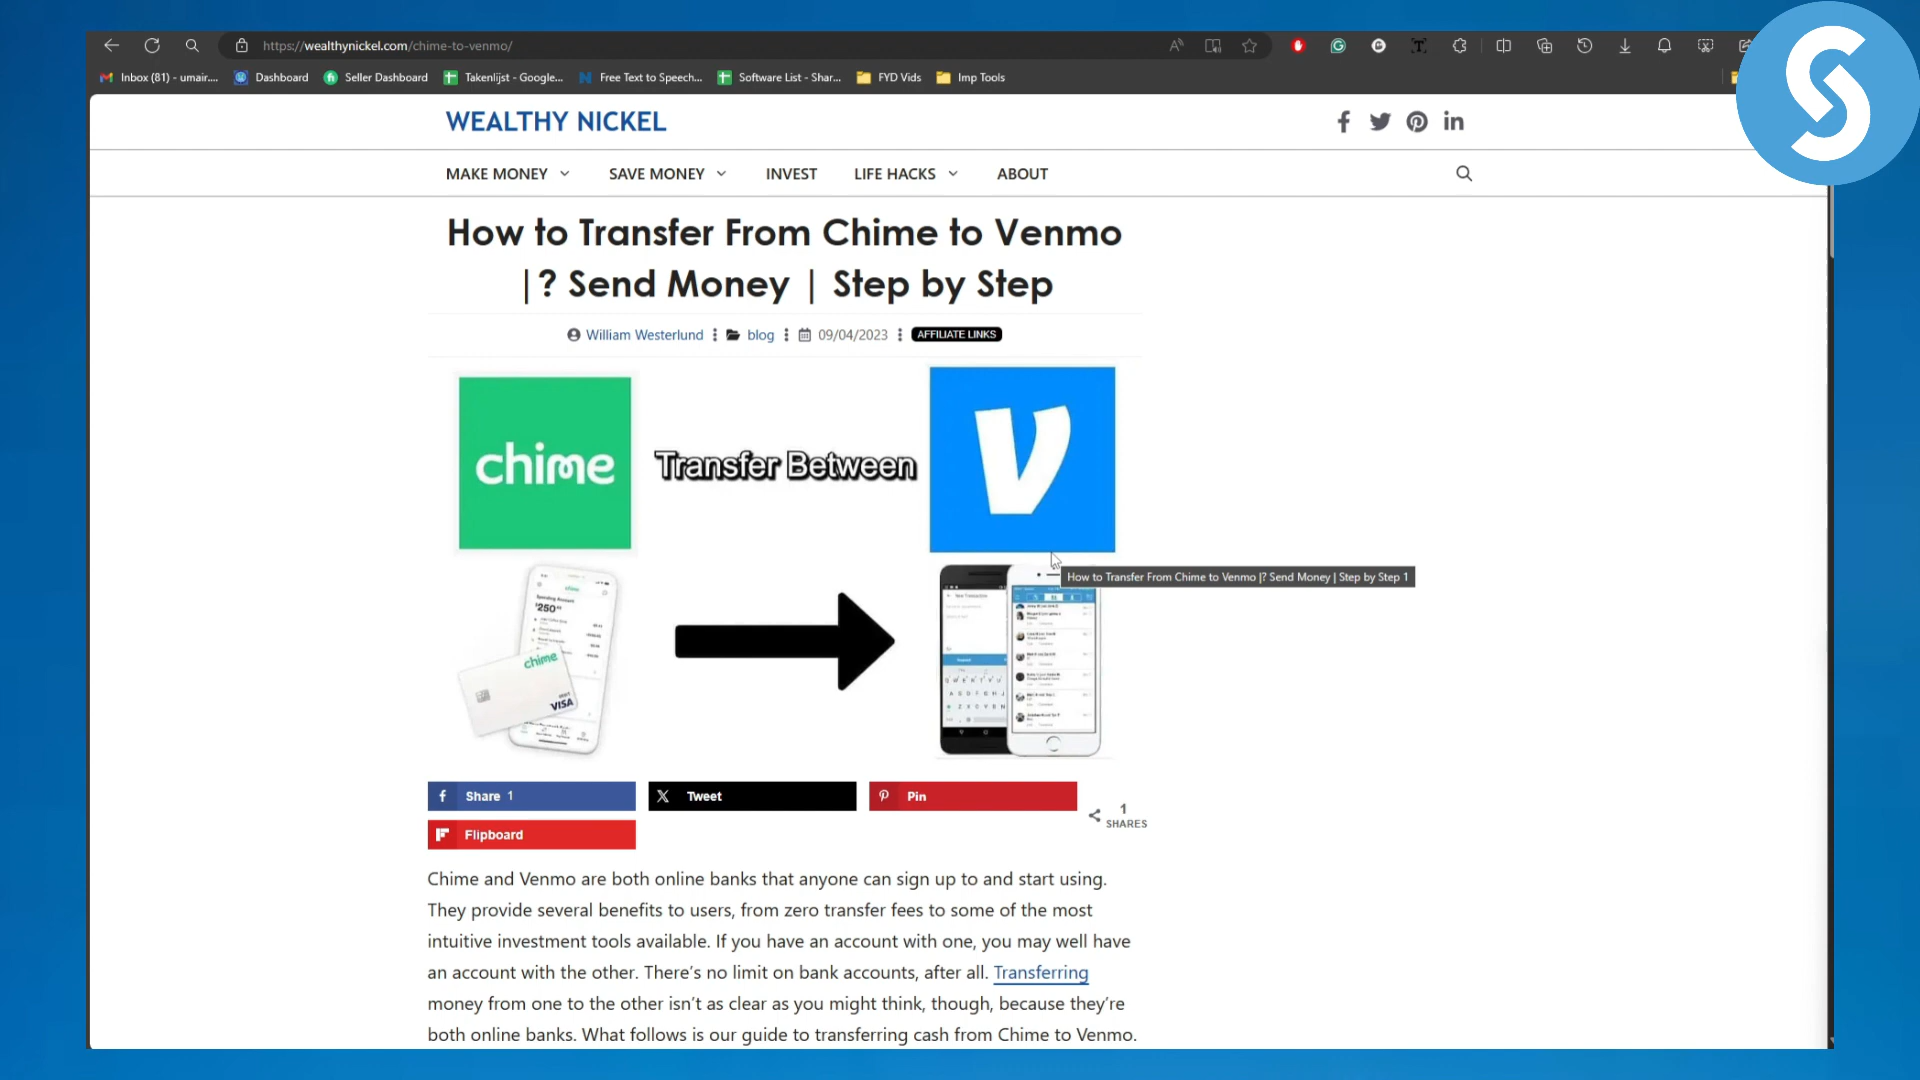 https://wealthynickel.com/chime-to-venmo/
Inbox (81) - umair.... Dashboard Seller Dashboard Takenlijst - Google... Free Text to Speech... Software List - Shar... FYD Vids Imp Tools
WEALTHY NICKEL
MAKE MONEY SAVE MONEY INVEST LIFE HACKS ABOUT
How to Transfer From Chime to Venmo
|? Send Money | Step by Step
William Westerlund blog 09/04/2023 AFFILIATE LINKS
chime
Transfer Between
V
How to Transfer From Chime to Venmo |? Send Money | Step by Step 1
chime
Spending Account
$250
chime
VISA
Share 1
Tweet
Pin
1
SHARES
Flipboard
Chime and Venmo are both online banks that anyone can sign up to and start using.
They provide several benefits to users, from zero transfer fees to some of the most
intuitive investment tools available. If you have an account with one, you may well have
an account with the other. There’s no limit on bank accounts, after all. Transferring
money from one to the other isn’t as clear as you might think, though, because they’re
both online banks. What follows is our guide to transferring cash from Chime to Venmo.